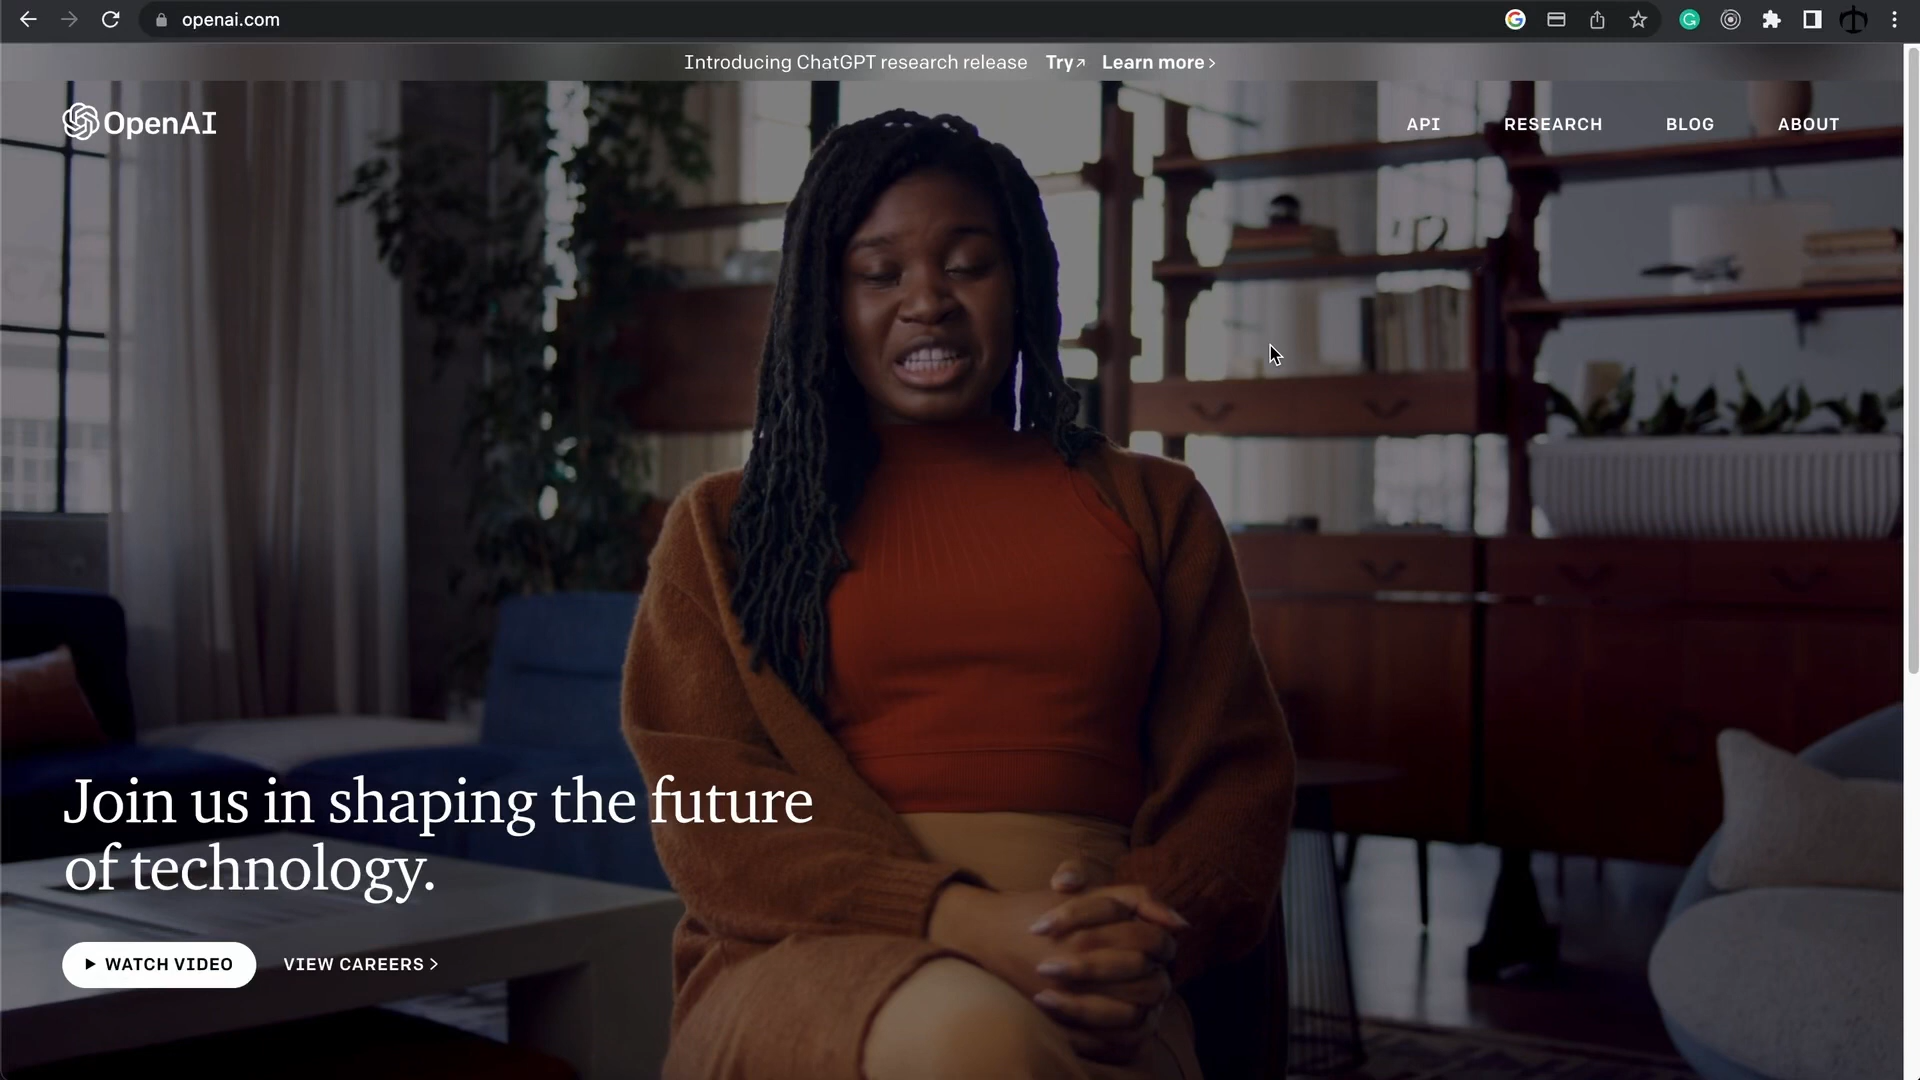 openai.com
Introducing ChatGPT research release Try↗ Learn more >
OpenAI
API RESEARCH BLOG ABOUT
Join us in shaping the future
of technology.
WATCH VIDEO VIEW CAREERS >